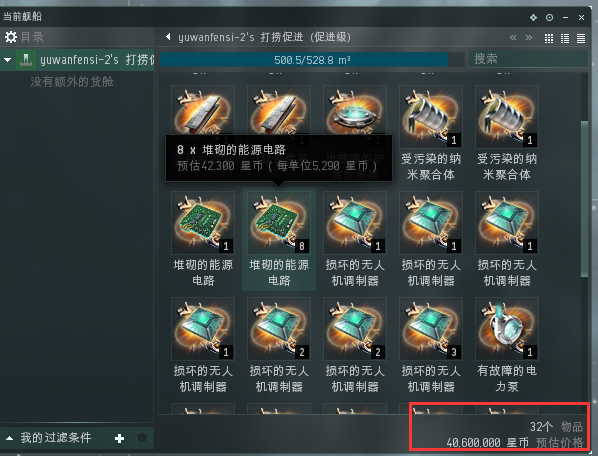 当前舰船
目录
yuwanfensi-2's 打捞促进 (促进级)
yuwanfensi-2's 打捞促
没有额外的货舱
500.5/528.8 m³
搜索
1
1
8 x 堆砌的能源电路
预估42,300 星币 ( 每单位5,290 星币 )
受污染的纳米聚合体
受污染的纳米聚合体
1
8
1
1
1
堆砌的能源电路
堆砌的能源电路
损坏的无人机调制器
损坏的无人机调制器
损坏的无人机调制器
1
2
2
3
1
损坏的无人机调制器
损坏的无人机调制器
损坏的无人机调制器
损坏的无人机调制器
有故障的电力泵
我的过滤条件
32个 物品
40,600,000 星币 预估价格